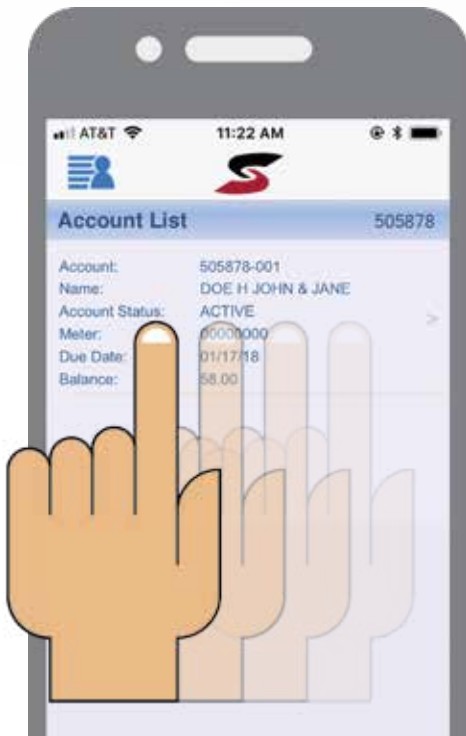 AT&T 11:22 AM
Account List 505878
Account: 505878-001
Name: DOE H JOHN & JANE
Account Status: ACTIVE
Meter: 00000000
Due Date: 01/17/18
Balance: 58.00
>